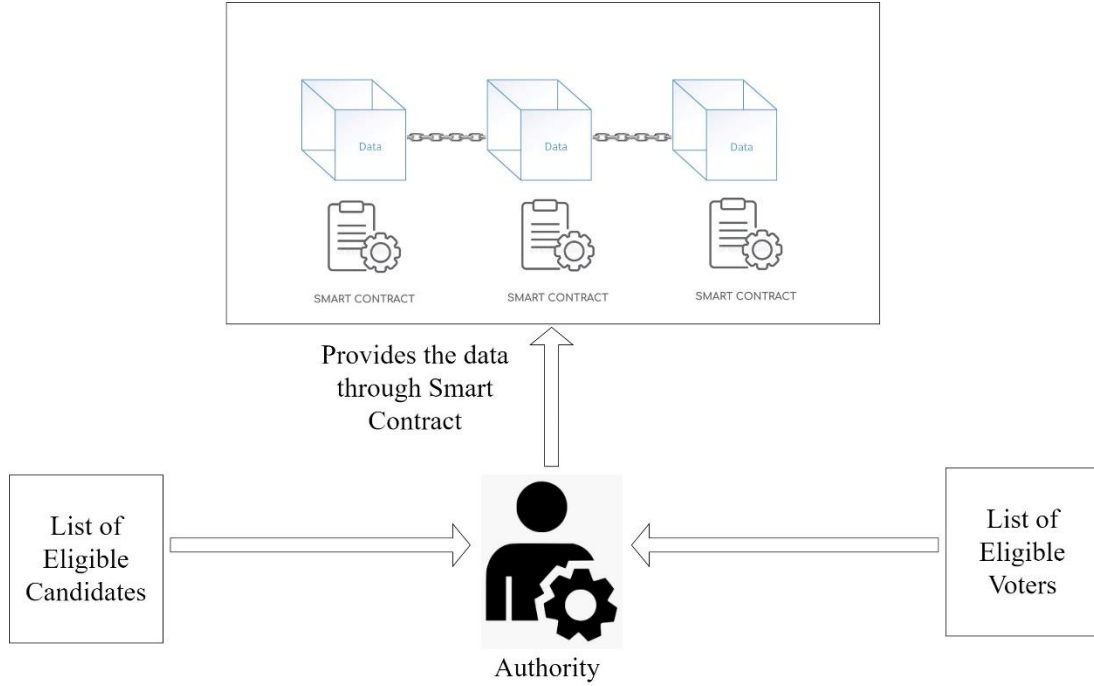 Data
Data
Data
SMART CONTRACT
SMART CONTRACT
SMART CONTRACT
Provides the data
through Smart
Contract
List of
Eligible
Candidates
List of
Eligible
Voters
Authority